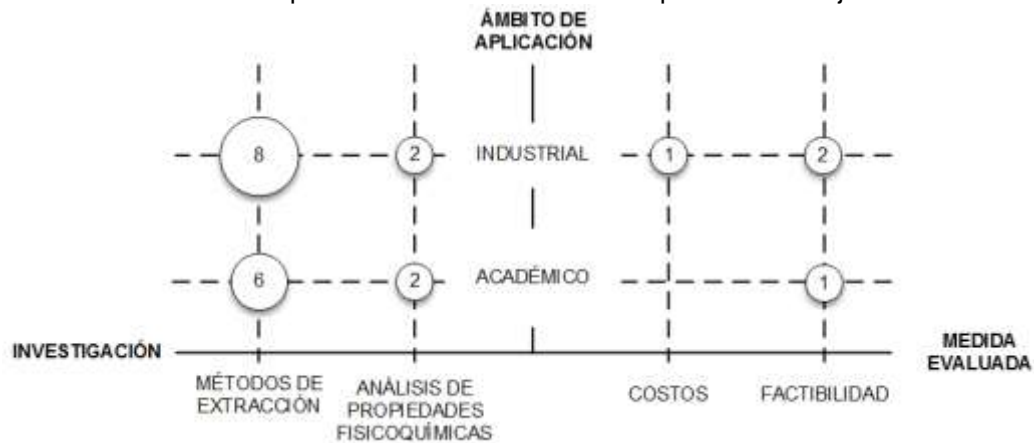 ÁMBITO DE
APLICACIÓN
8
2
INDUSTRIAL
1
2
6
2
ACADÉMICO
1
INVESTIGACIÓN
MEDIDA
EVALUADA
MÉTODOS DE
EXTRACCIÓN
ANÁLISIS DE
PROPIEDADES
FISICOQUÍMICAS
COSTOS
FACTIBILIDAD